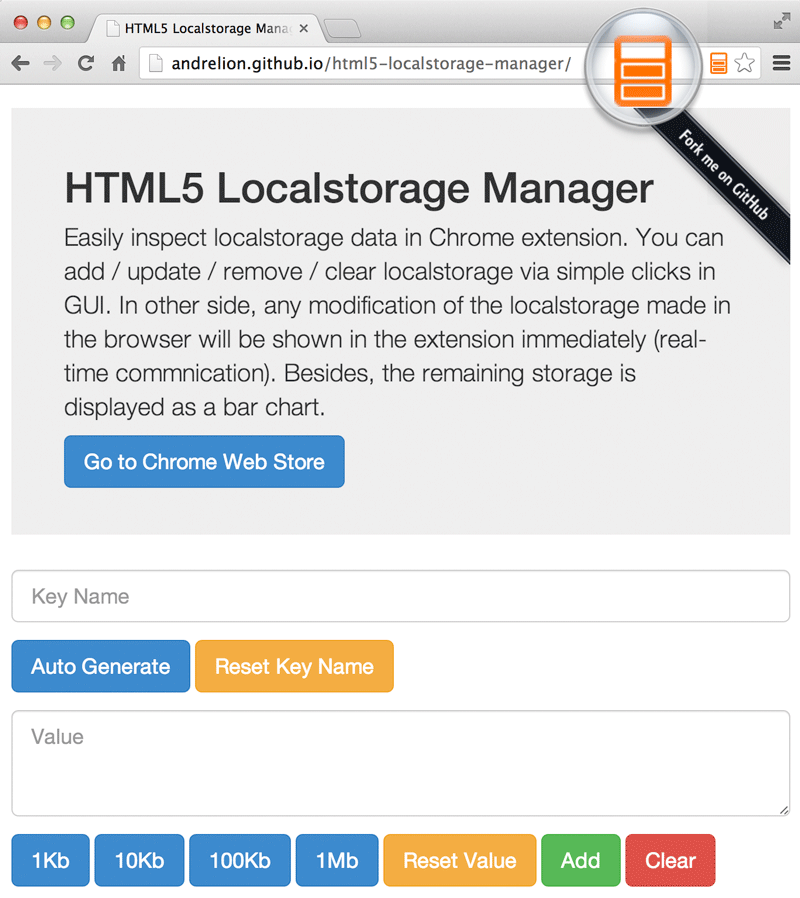 HTML5 Localstorage Mana
andrelion.github.io/html5-localstorage-manager/
Fork me on GitHub
HTML5 Localstorage Manager
Easily inspect localstorage data in Chrome extension. You can
add / update / remove / clear localstorage via simple clicks in
GUI. In other side, any modification of the localstorage made in
the browser will be shown in the extension immediately (real-
time commnication). Besides, the remaining storage is
displayed as a bar chart.
Go to Chrome Web Store
Key Name
Auto Generate Reset Key Name
Value
1Kb 10Kb 100Kb 1Mb Reset Value Add Clear